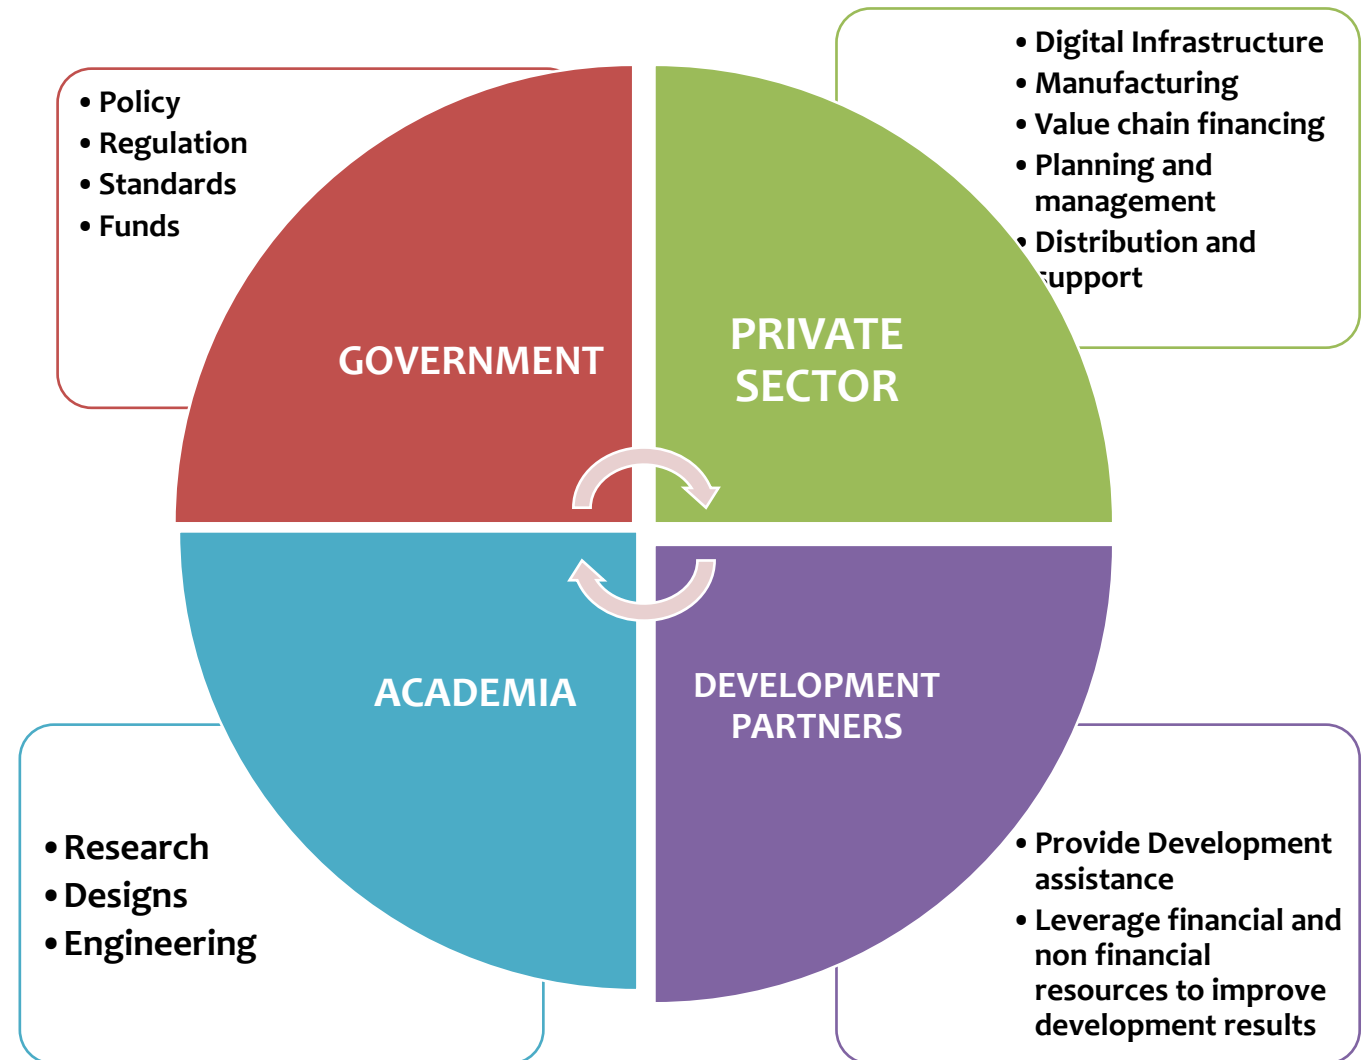 • Policy
• Regulation
• Standards
• Funds
GOVERNMENT
• Digital Infrastructure
• Manufacturing
• Value chain financing
• Planning and
management
• Distribution and
support
PRIVATE
SECTOR
ACADEMIA
• Research
• Designs
• Engineering
DEVELOPMENT
PARTNERS
• Provide Development
assistance
• Leverage financial and
non financial
resources to improve
development results